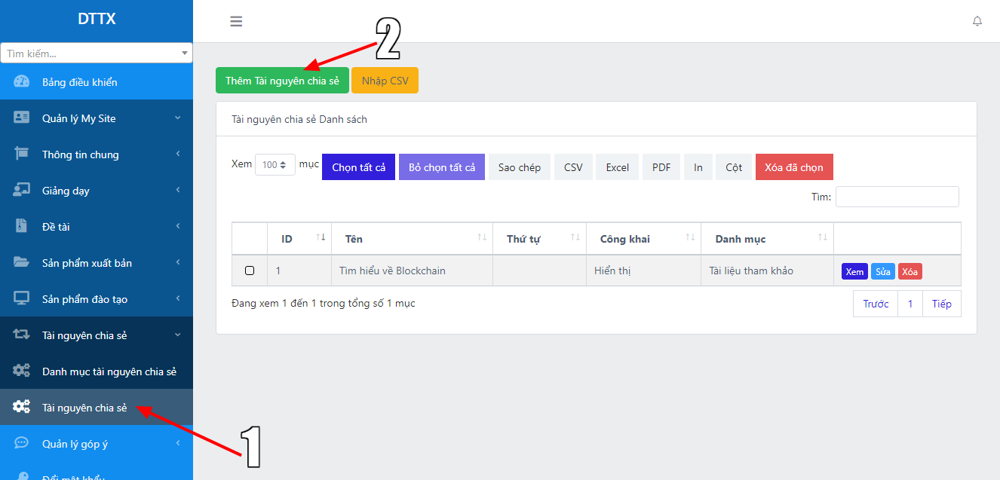 DTTX
Tìm kiếm...
Bảng điều khiển
Quản lý My Site
Thông tin chung
Giảng dạy
Đề tài
Sản phẩm xuất bản
Sản phẩm đào tạo
Tài nguyên chia sẻ
Danh mục tài nguyên chia sẻ
Tài nguyên chia sẻ
Quản lý góp ý
Đổi mật khẩu
1
2
Thêm Tài nguyên chia sẻ Nhập CSV
Tài nguyên chia sẻ Danh sách
Xem 100 mục Chọn tất cả Bỏ chọn tất cả Sao chép CSV Excel PDF In Cột Xóa đã chọn
Tìm:
ID Tên Thứ tự Công khai Danh mục
1 Tìm hiểu về Blockchain Hiển thị Tài liệu tham khảo Xem Sửa Xóa
Đang xem 1 đến 1 trong tổng số 1 mục
Trước 1 Tiếp